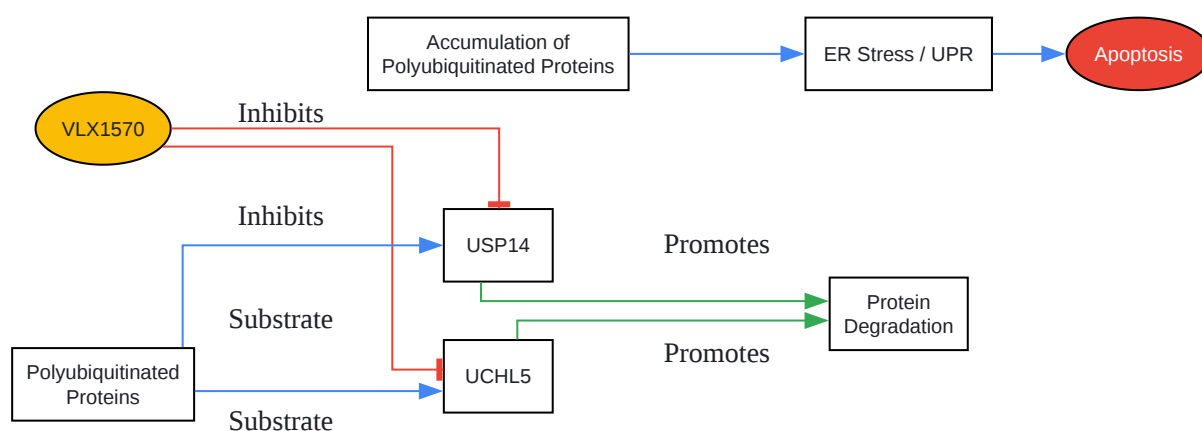 Accumulation of
Polyubiquitinated Proteins
ER Stress / UPR
Apoptosis
VLX1570
Inhibits
Inhibits
USP14
Promotes
Protein
Degradation
Substrate
Promotes
UCHL5
Polyubiquitinated
Proteins
Substrate